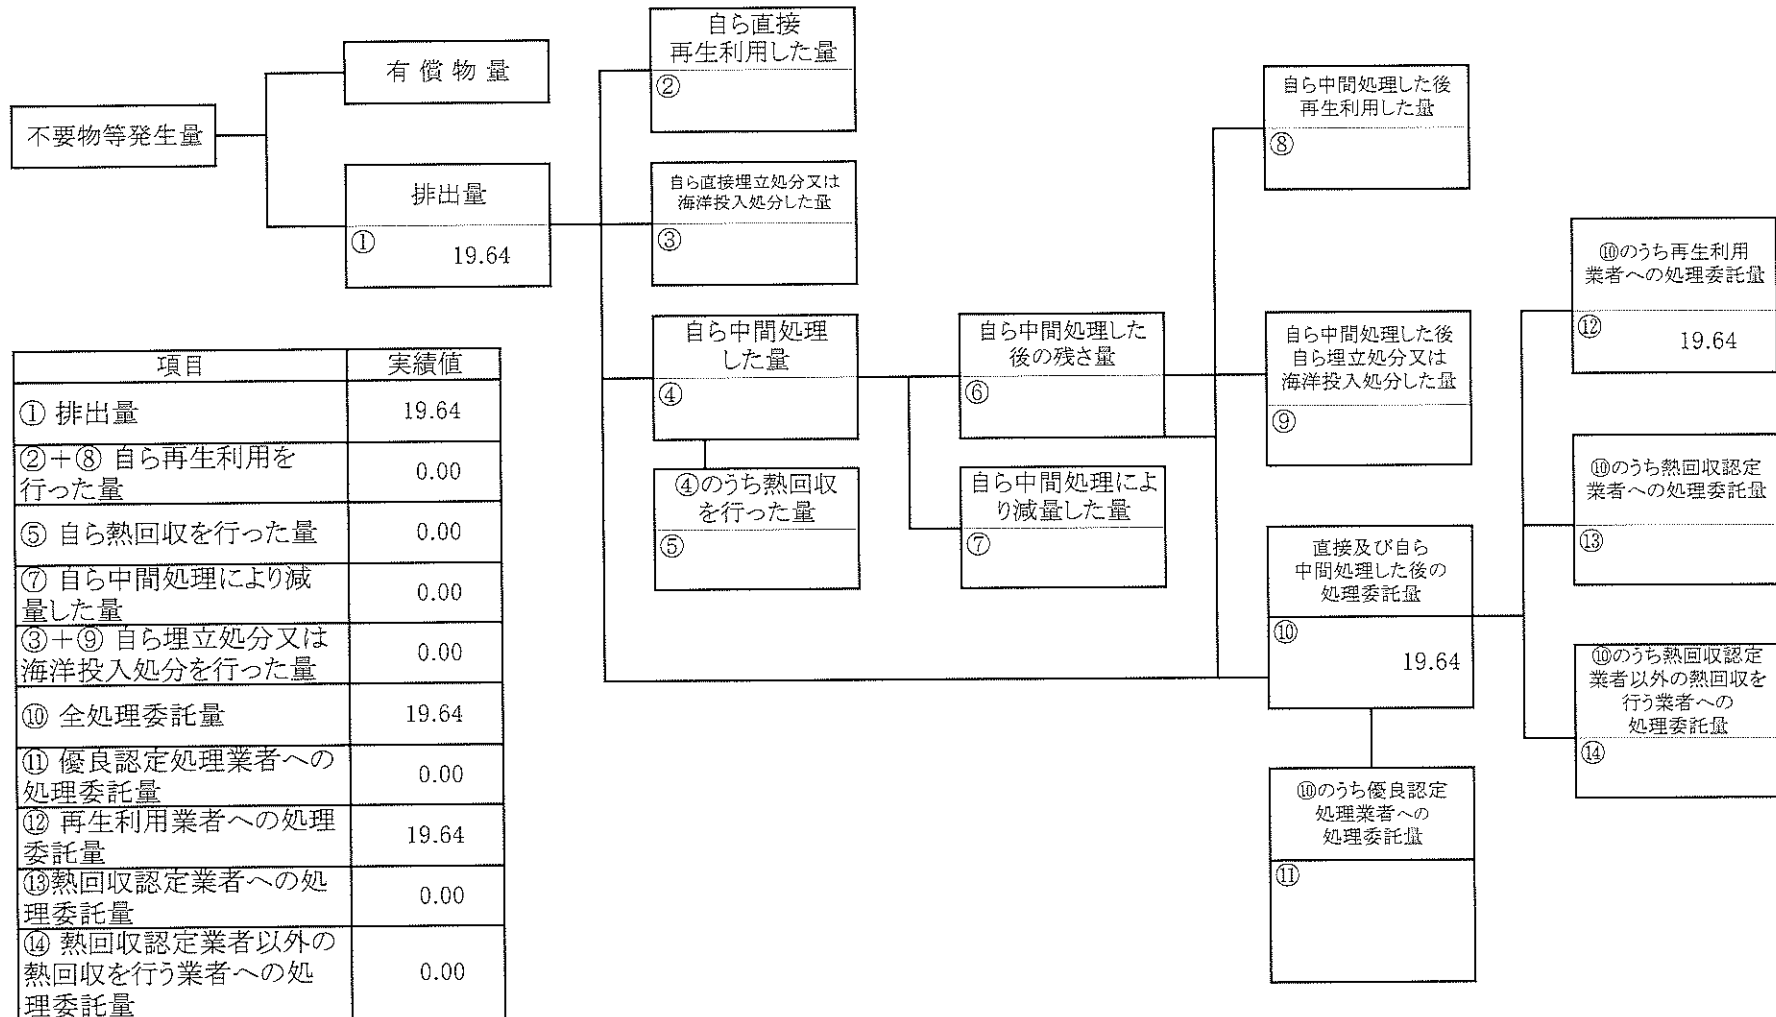 不要物等発生量
有償物量
排出量
①
19.64
自ら直接
再生利用した量
②
自ら直接埋立処分又は
海洋投入処分した量
③
自ら中間処理
した量
④
④のうち熱回収
を行った量
⑤
自ら中間処理した
後の残さ量
⑥
自ら中間処理によ
り減量した量
⑦
自ら中間処理した後
再生利用した量
⑧
自ら中間処理した後
自ら埋立処分又は
海洋投入処分した量
⑨
直接及び自ら
中間処理した後の
処理委託量
⑩
19.64
⑩のうち優良認定
処理業者への
処理委託量
⑪
⑩のうち再生利用
業者への処理委託量
⑫
19.64
⑩のうち熱回収認定
業者への処理委託量
⑬
⑩のうち熱回収認定
業者以外の熱回収を
行う業者への
処理委託量
⑭
項目 実績値
① 排出量 19.64
②+⑧ 自ら再生利用を
行った量 0.00
⑤ 自ら熱回収を行った量 0.00
⑦ 自ら中間処理により減
量した量 0.00
③+⑨ 自ら埋立処分又は
海洋投入処分を行った量 0.00
⑩ 全処理委託量 19.64
⑪ 優良認定処理業者への
処理委託量 0.00
⑫ 再生利用業者への処理
委託量 19.64
⑬熱回収認定業者への処
理委託量 0.00
⑭ 熱回収認定業者以外の
熱回収を行う業者への処
理委託量 0.00